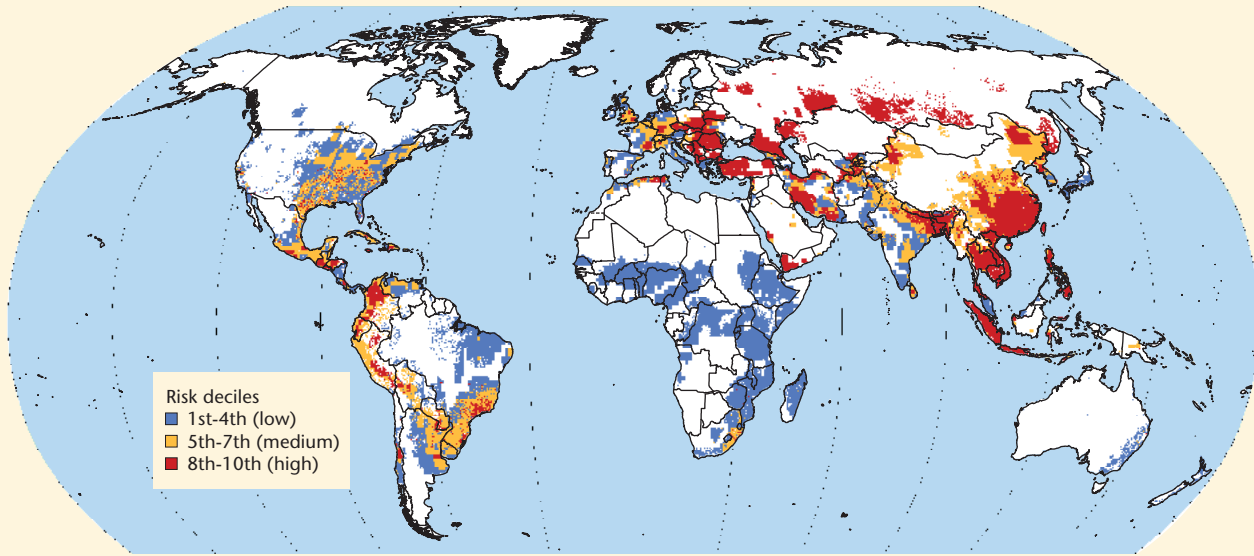 Risk deciles
1st-4th (low)
5th-7th (medium)
8th-10th (high)